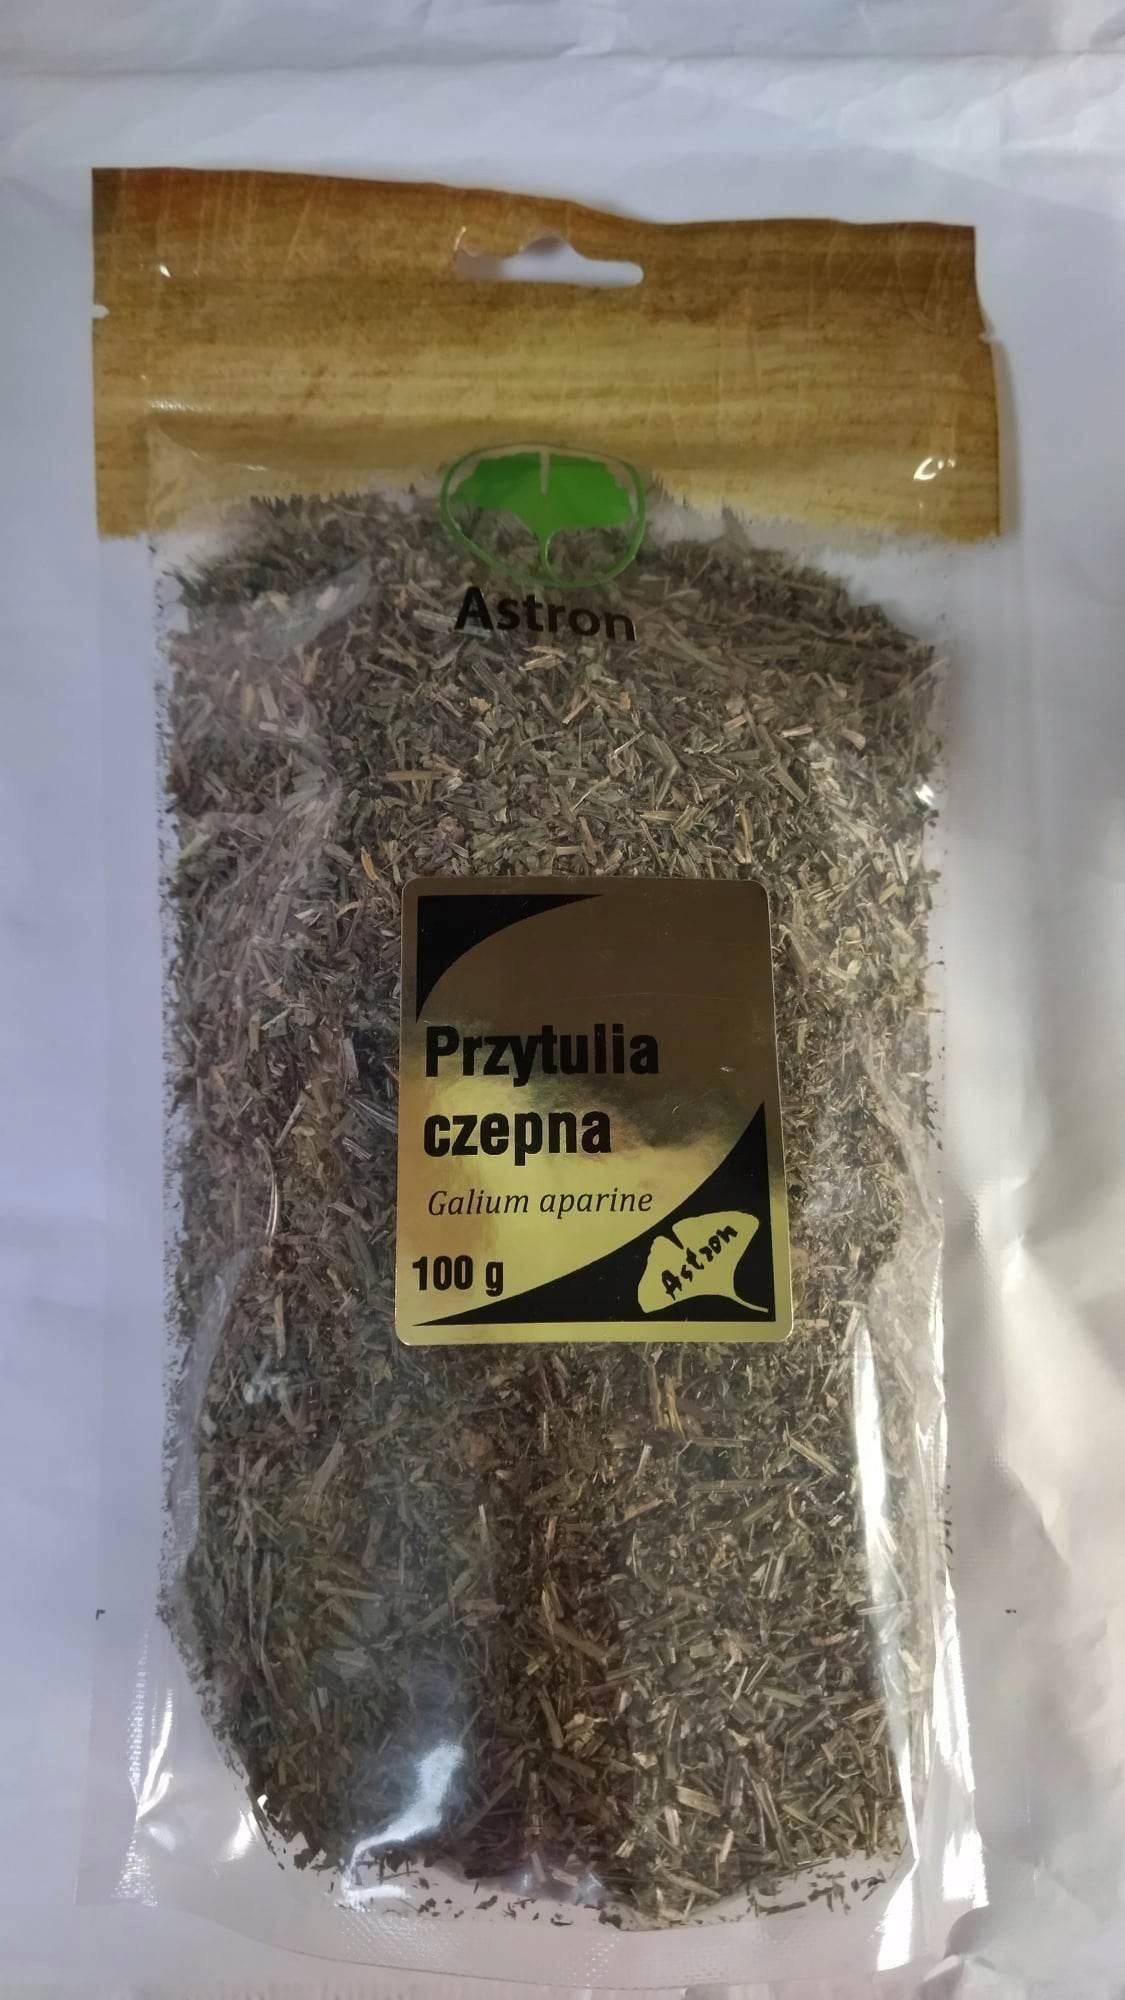 Astron
Przytulia
czepna
Galium aparine
100 g
Astron